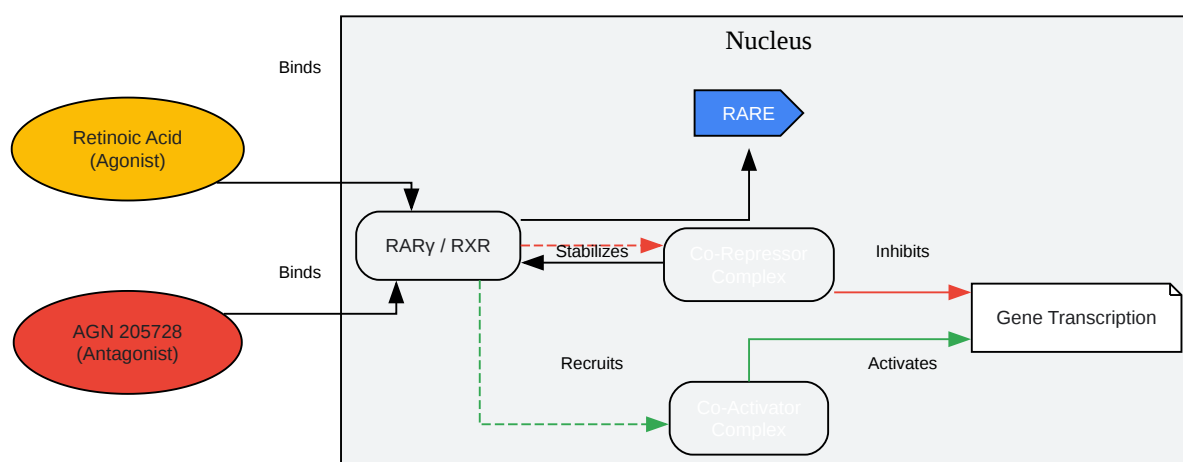 Nucleus
Binds
RARE
Retinoic Acid
(Agonist)
RARγ / RXR
Stabilizes
Co-Repressor
Complex
Inhibits
Binds
Gene Transcription
AGN 205728
(Antagonist)
Recruits
Activates
Co-Activator
Complex